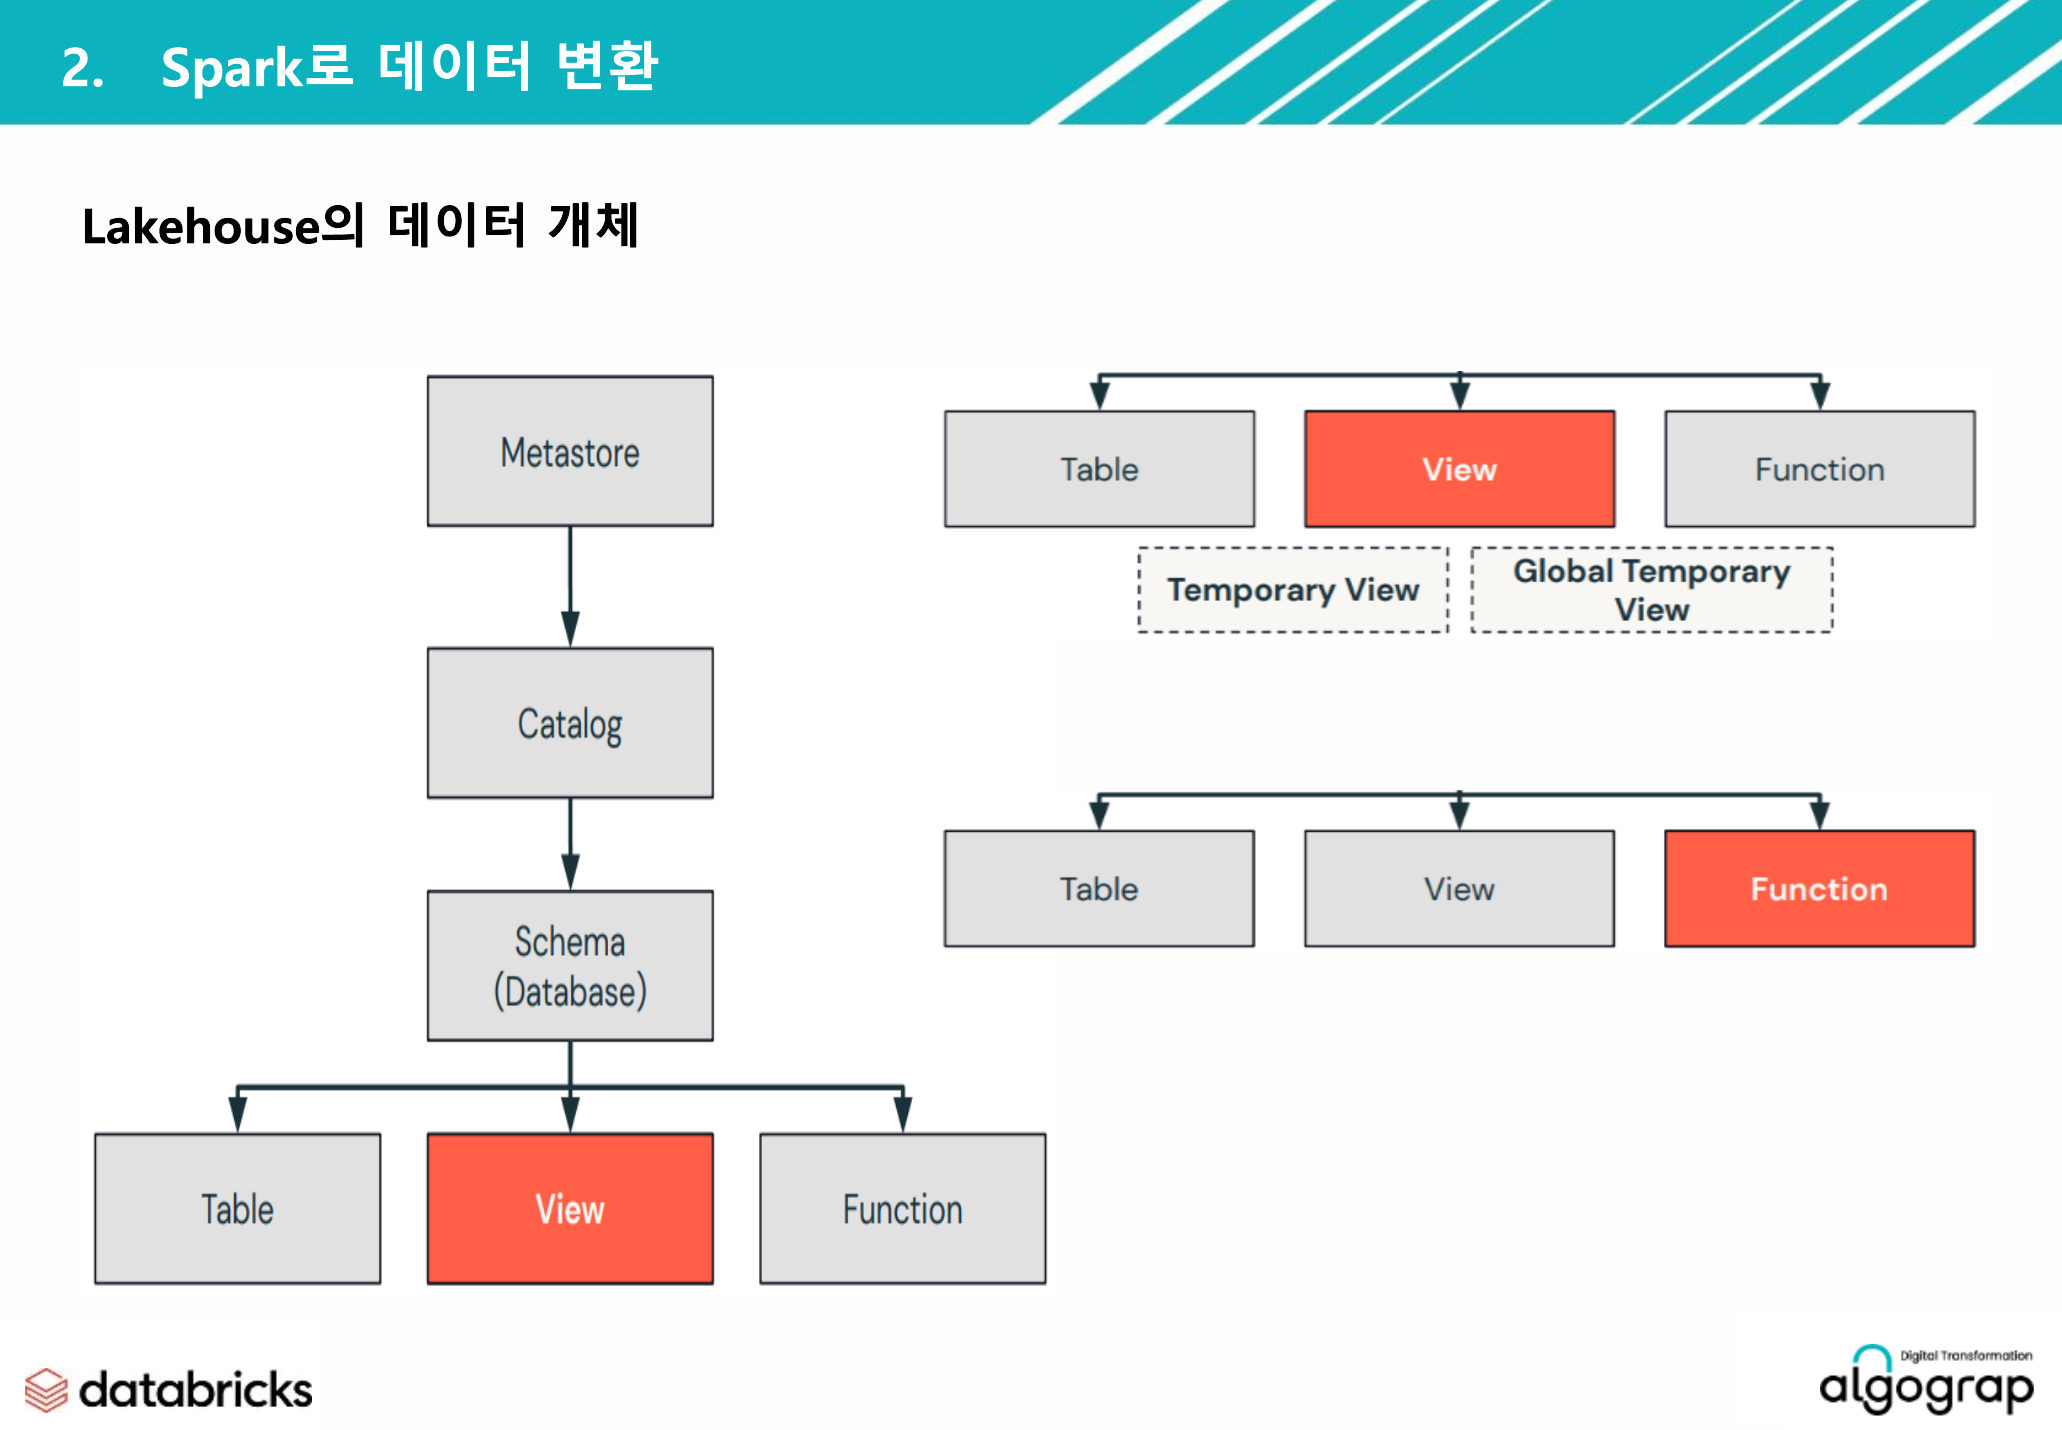 2. Spark로 데이터 변환
Lakehouse의 데이터 개체
Metastore
Catalog
Schema
(Database)
Table
View
Function
Table
View
Function
Temporary View
Global Temporary
View
Table
View
Function
databricks
Digital Transformation
algograp